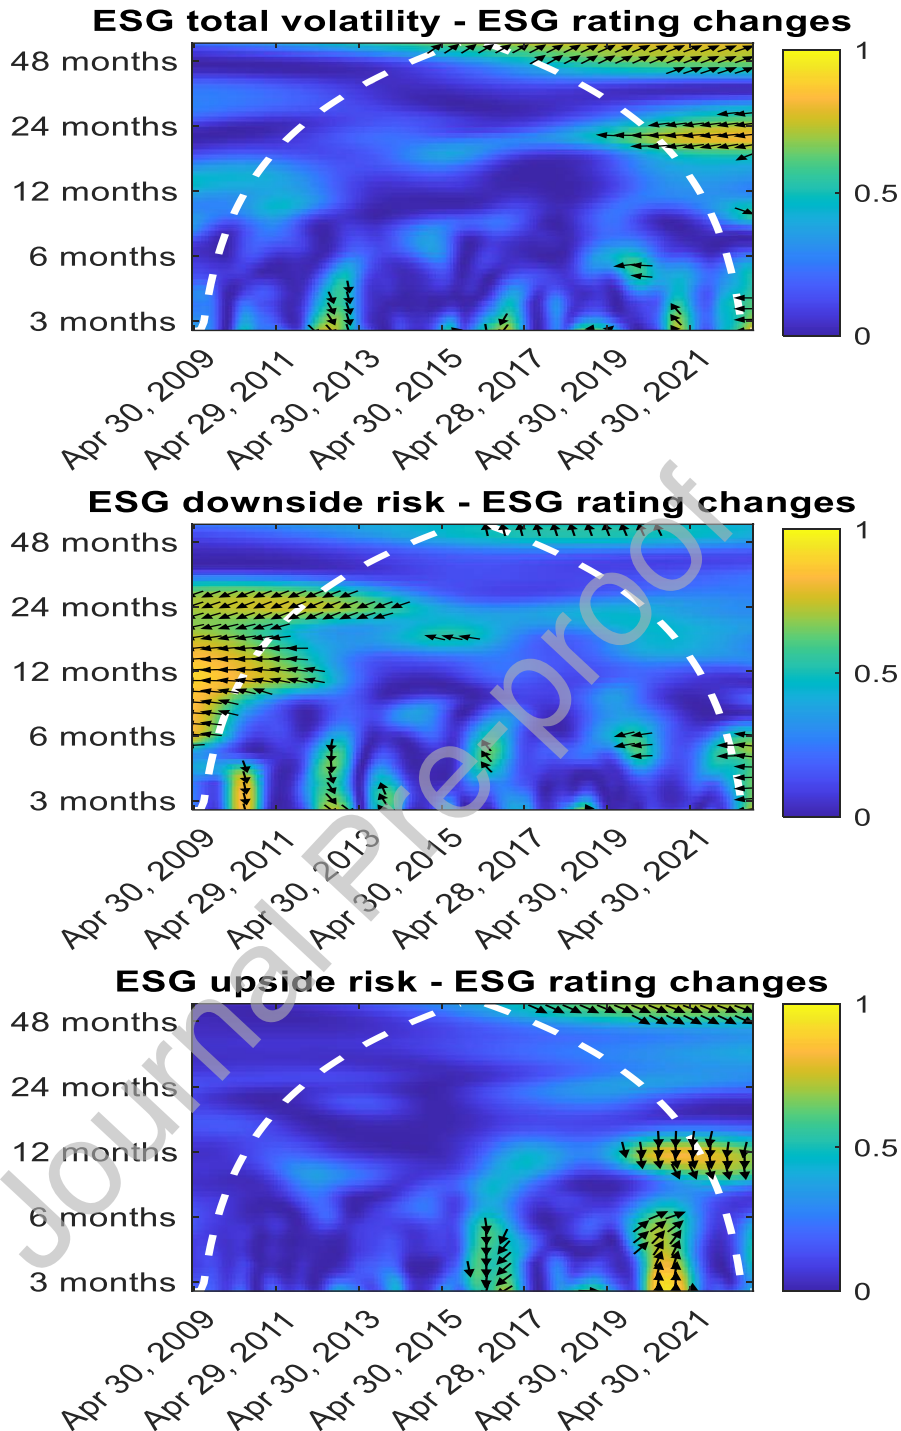 ESG total volatility - ESG rating changes
48 months
24 months
12 months
6 months
3 months
1
0.5
0
Apr 30, 2009
Apr 29, 2011
Apr 30, 2013
Apr 30, 2015
Apr 28, 2017
Apr 30, 2019
Apr 30, 2021
ESG downside risk - ESG rating changes
48 months
24 months
12 months
6 months
3 months
1
0.5
0
Apr 30, 2009
Apr 29, 2011
Apr 30, 2013
Apr 30, 2015
Apr 28, 2017
Apr 30, 2019
Apr 30, 2021
ESG upside risk - ESG rating changes
48 months
24 months
12 months
6 months
3 months
1
0.5
0
Apr 30, 2009
Apr 29, 2011
Apr 30, 2013
Apr 30, 2015
Apr 28, 2017
Apr 30, 2019
Apr 30, 2021
Journal Pre-proof